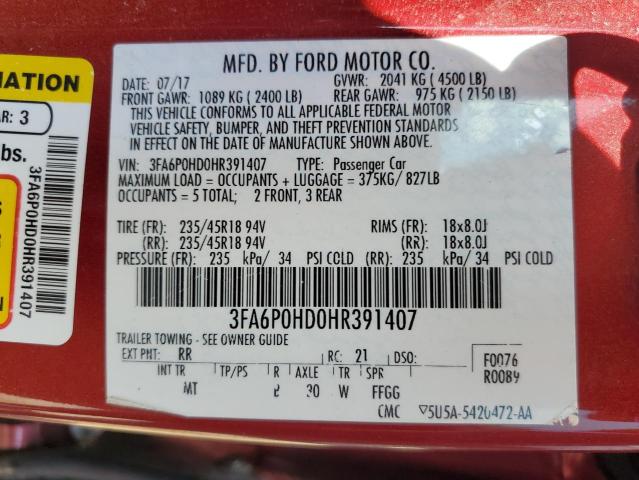 MATION
AR: 3
bs.
3FA6P0HD0HR391407
MFD. BY FORD MOTOR CO.
07/17 GVWR: 2041 KG ( 4500 LB)
FRONT GAWR: 1089 KG ( 2400 LB) REAR GAWR: 975 KG ( 2150 LB)
THIS VEHICLE CONFORMS TO ALL APPLICABLE FEDERAL MOTOR
VEHICLE SAFETY, BUMPER, AND THEFT PREVENTION STANDARDS
IN EFFECT ON THE DATE OF MANUFACTURE SHOWN ABOVE.
VIN: 3FA6P0HD0HR391407 TYPE: Passenger Car
MAXIMUM LOAD = OCCUPANTS + LUGGAGE = 375KG/ 827LB
OCCUPANTS = 5 TOTAL; 2 FRONT, 3 REAR
TIRE (FR): 235/45R18 94V RIMS (FR): 18x8.0J
(RR): 235/45R18 94V (RR): 18x8.0J
PRESSURE (FR): 235 kPa/ 34 PSI COLD (RR): 235 kPa/ 34 PSI COLD
3FA6P0HD0HR391407
TRAILER TOWING - SEE OWNER GUIDE
EXT PNT: RR RC: 21 DSO: F0076
R0089
INT TR TP/PS R AXLE TR SPR
MT W FFGG
CMC 5U5A-5420472-AA